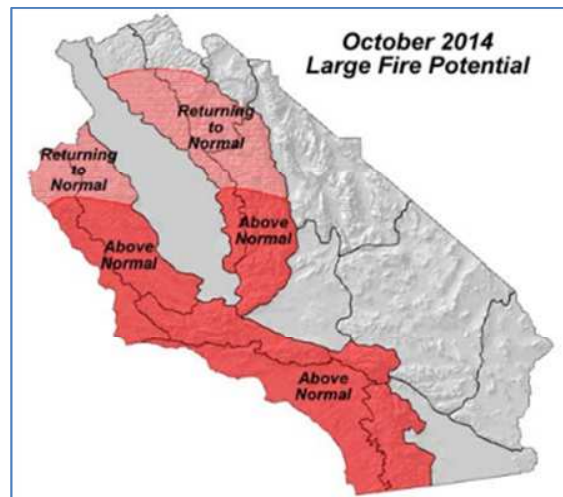 October 2014
Large Fire Potential
Returning
to Normal
Returning
to Normal
Above
Normal
Above
Normal
Above
Normal